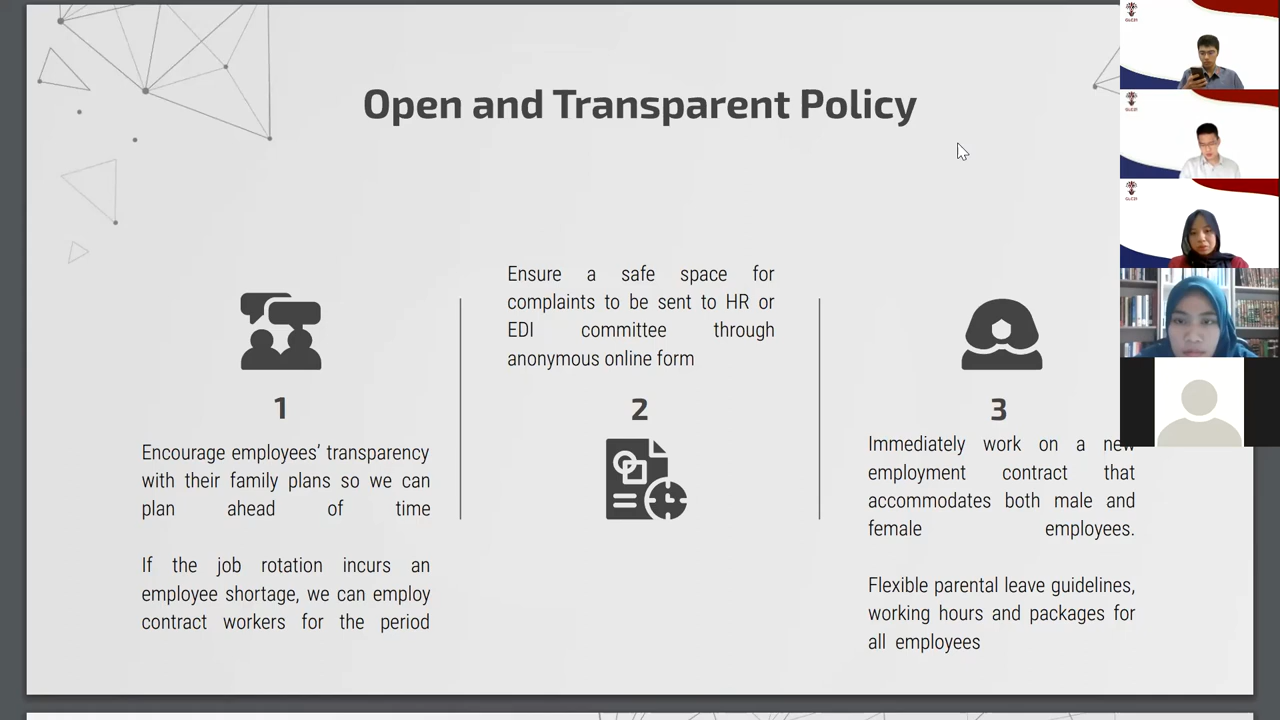 Open and Transparent Policy
1
Encourage employees’ transparency
with their family plans so we can
plan ahead of time
If the job rotation incurs an
employee shortage, we can employ
contract workers for the period
Ensure a safe space for
complaints to be sent to HR or
EDI committee through
anonymous online form
2
3
Immediately work on a new
employment contract that
accommodates both male and
female employees.
Flexible parental leave guidelines,
working hours and packages for
all employees